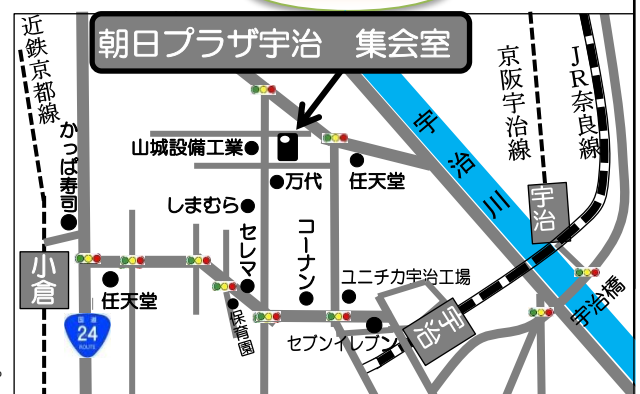 朝日プラザ宇治 集会室
近鉄京都線
かっぱ寿司
山城設備工業
万代
任天堂
しまむら
セレマ
コーナン
ユニチカ宇治工場
小倉
任天堂
保育園
セブンイレブン
宇治
国道
24
ROUTE
宇治川
京阪宇治線
JR奈良線
宇治
宇治橋